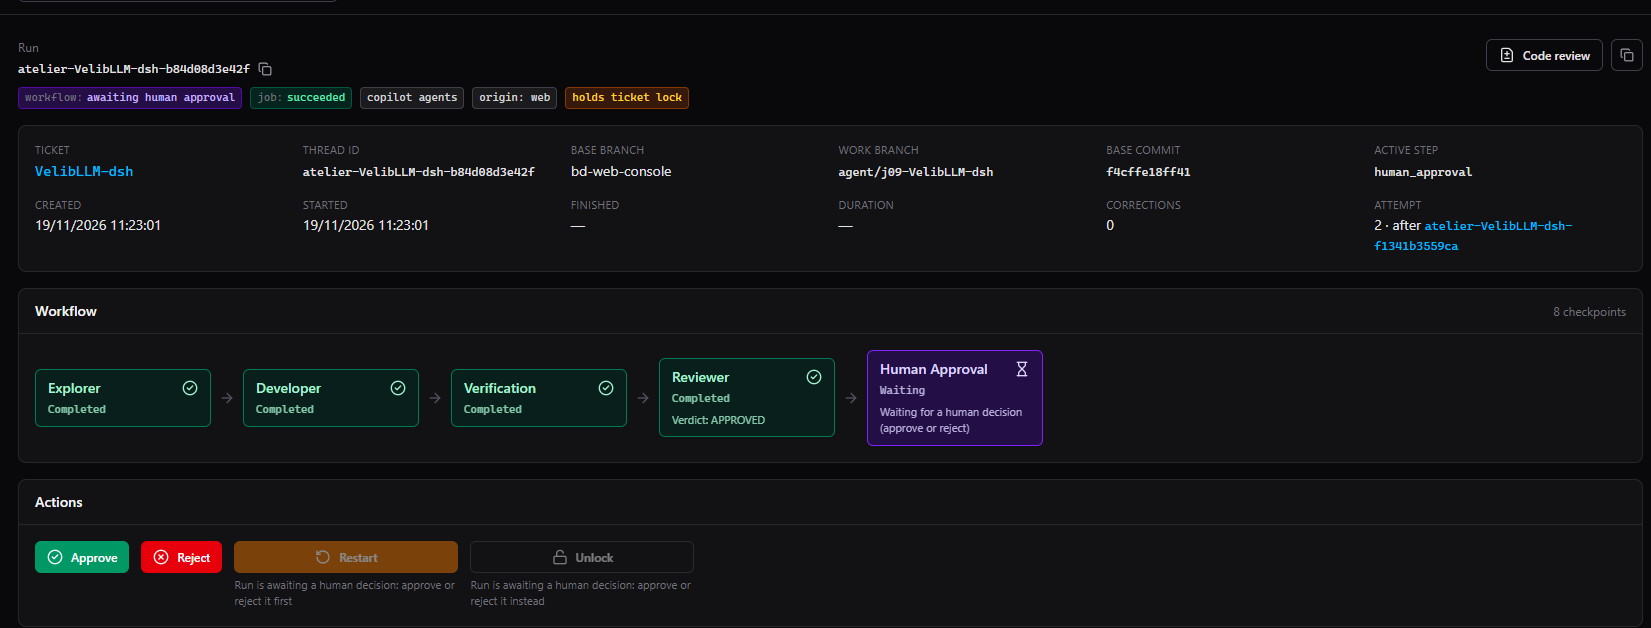 Run
atelier-VelibLLM-dsh-b84d08d3e42f
Code review
workflow: awaiting human approval
job: succeeded
copilot agents
origin: web
holds ticket lock
TICKET
THREAD ID
BASE BRANCH
WORK BRANCH
BASE COMMIT
ACTIVE STEP
VelibLLM-dsh
atelier-VelibLLM-dsh-b84d08d3e42f
bd-web-console
agent/j09-VelibLLM-dsh
f4cffe18ff41
human_approval
CREATED
STARTED
FINISHED
DURATION
CORRECTIONS
ATTEMPT
19/11/2026 11:23:01
19/11/2026 11:23:01
—
—
0
2 · after atelier-VelibLLM-dsh-
f1341b3559ca
Workflow
8 checkpoints
Explorer
Completed
Developer
Completed
Verification
Completed
Reviewer
Completed
Verdict: APPROVED
Human Approval
Waiting
Waiting for a human decision
(approve or reject)
Actions
Approve
Reject
Restart
Run is awaiting a human decision: approve or
reject it first
Unlock
Run is awaiting a human decision: approve or
reject it instead